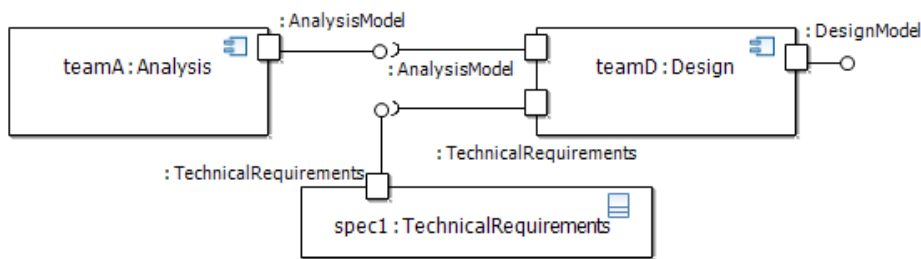 : AnalysisModel
: DesignModel
teamA : Analysis
: AnalysisModel
teamD : Design
: TechnicalRequirements
: TechnicalRequirements
spec1 : TechnicalRequirements